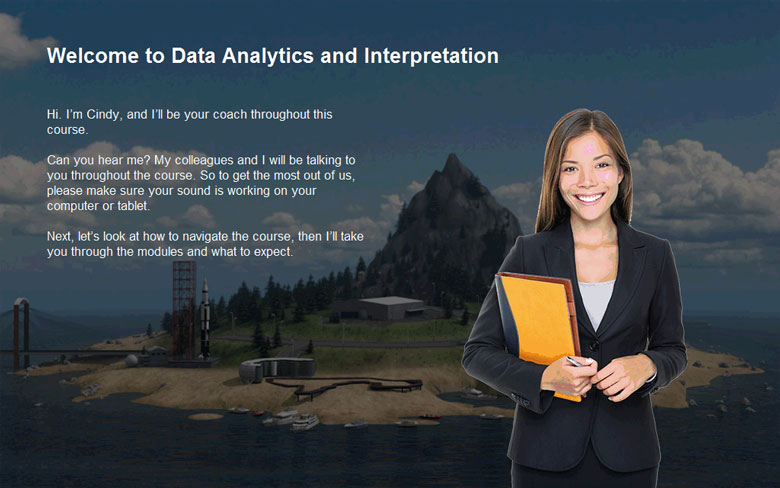 Welcome to Data Analytics and Interpretation
Hi. I'm Cindy, and I'll be your coach throughout this
course.
Can you hear me? My colleagues and I will be talking to
you throughout the course. So to get the most out of us,
please make sure your sound is working on your
computer or tablet.
Next, let's look at how to navigate the course, then I'll take
you through the modules and what to expect.